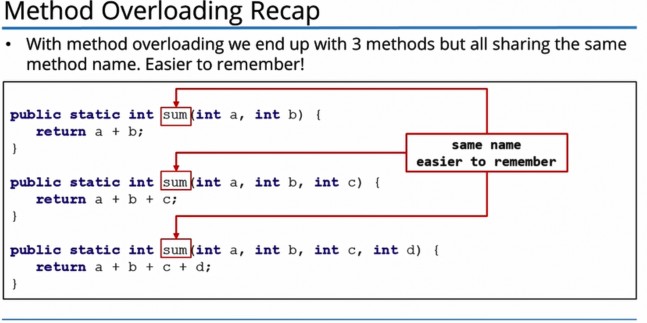 Method Overloading Recap
• With method overloading we end up with 3 methods but all sharing the same
method name. Easier to remember!
public static int sum(int a, int b) {
return a + b;
}
same name
easier to remember
public static int sum(int a, int b, int c) {
return a + b + c;
}
public static int sum(int a, int b, int c, int d) {
return a + b + c + d;
}